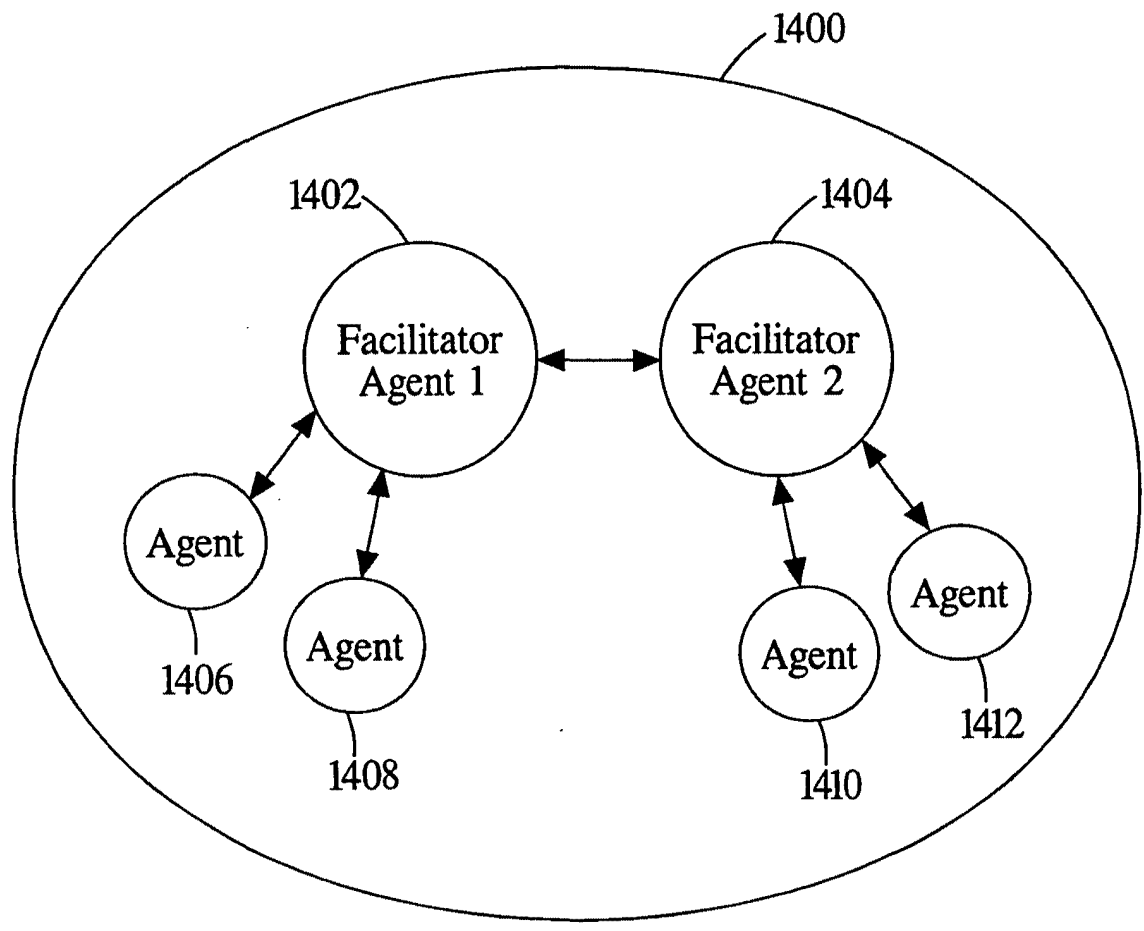 1400
1402
1404
Facilitator
Agent 1
Facilitator
Agent 2
Agent
Agent
Agent
Agent
1406
1408
1410
1412